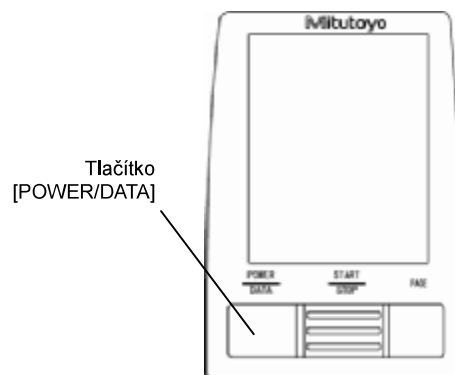 Mitutoyo
Tlačítko
[POWER/DATA]
POWER
DATA
START
STOP
PAGE